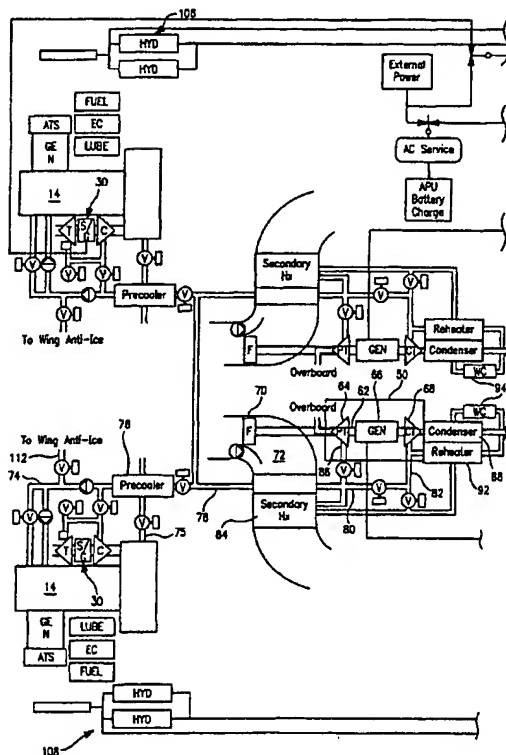 108
HYD
HYD
External
Power
AC Service
APU
Battery
Charge
FUEL
EC
LUBE
ATS
GE
N
14
30
T
S
C
V
V
V
V
V
Precooler
V
To Wing Anti-Ice
Secondary
Hx
V
V
V
Reheater
Condenser
WC
94
F
PT
GEN
CT
Overboard
Overboard
70
64
62
66
50
68
72
F
PT
GEN
CT
86
WC
Condenser
Reheater
88
92
82
80
V
V
V
Secondary
Hx
84
78
To Wing Anti-Ice
112
74
76
Precooler
V
V
V
V
V
V
75
T
S
C
30
14
GE
N
ATS
LUBE
EC
FUEL
HYD
HYD
108